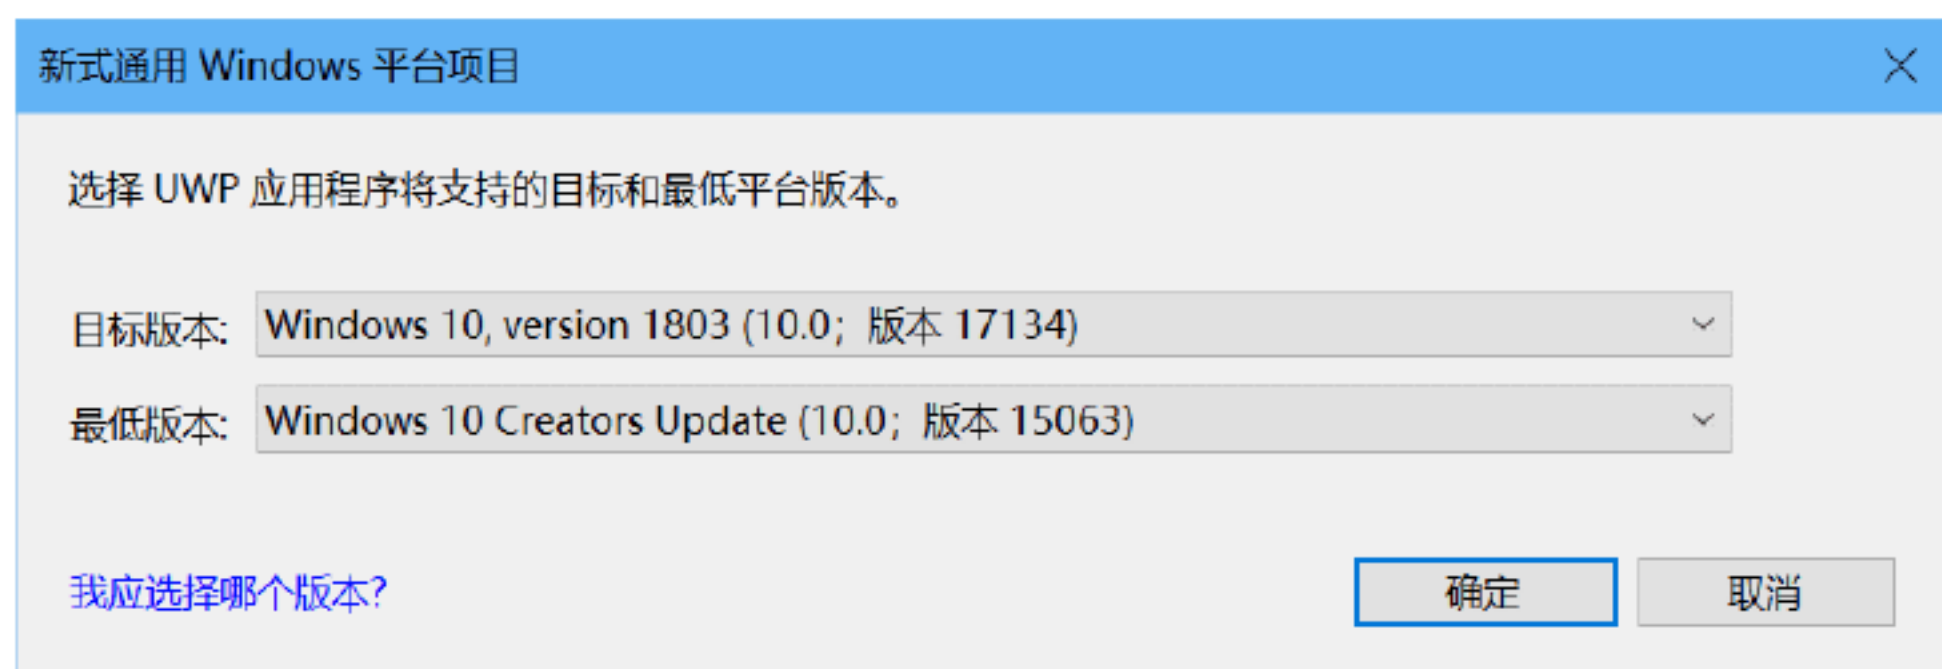 新式通用 Windows 平台项目
选择 UWP 应用程序将支持的目标和最低平台版本。
目标版本: Windows 10, version 1803 (10.0；版本 17134)
最低版本: Windows 10 Creators Update (10.0；版本 15063)
我应选择哪个版本?
确定 取消